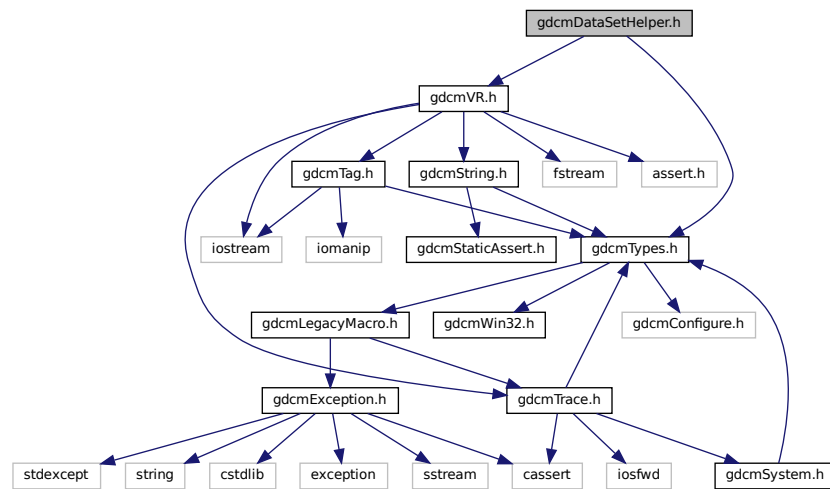 gdcmDataSetHelper.h
gdcmVR.h
gdcmTag.h
gdcmString.h
fstream
assert.h
iostream
iomanip
gdcmStaticAssert.h
gdcmTypes.h
gdcmLegacyMacro.h
gdcmWin32.h
gdcmConfigure.h
gdcmException.h
gdcmTrace.h
stdexcept
string
cstdlib
exception
sstream
cassert
iosfwd
gdcmSystem.h